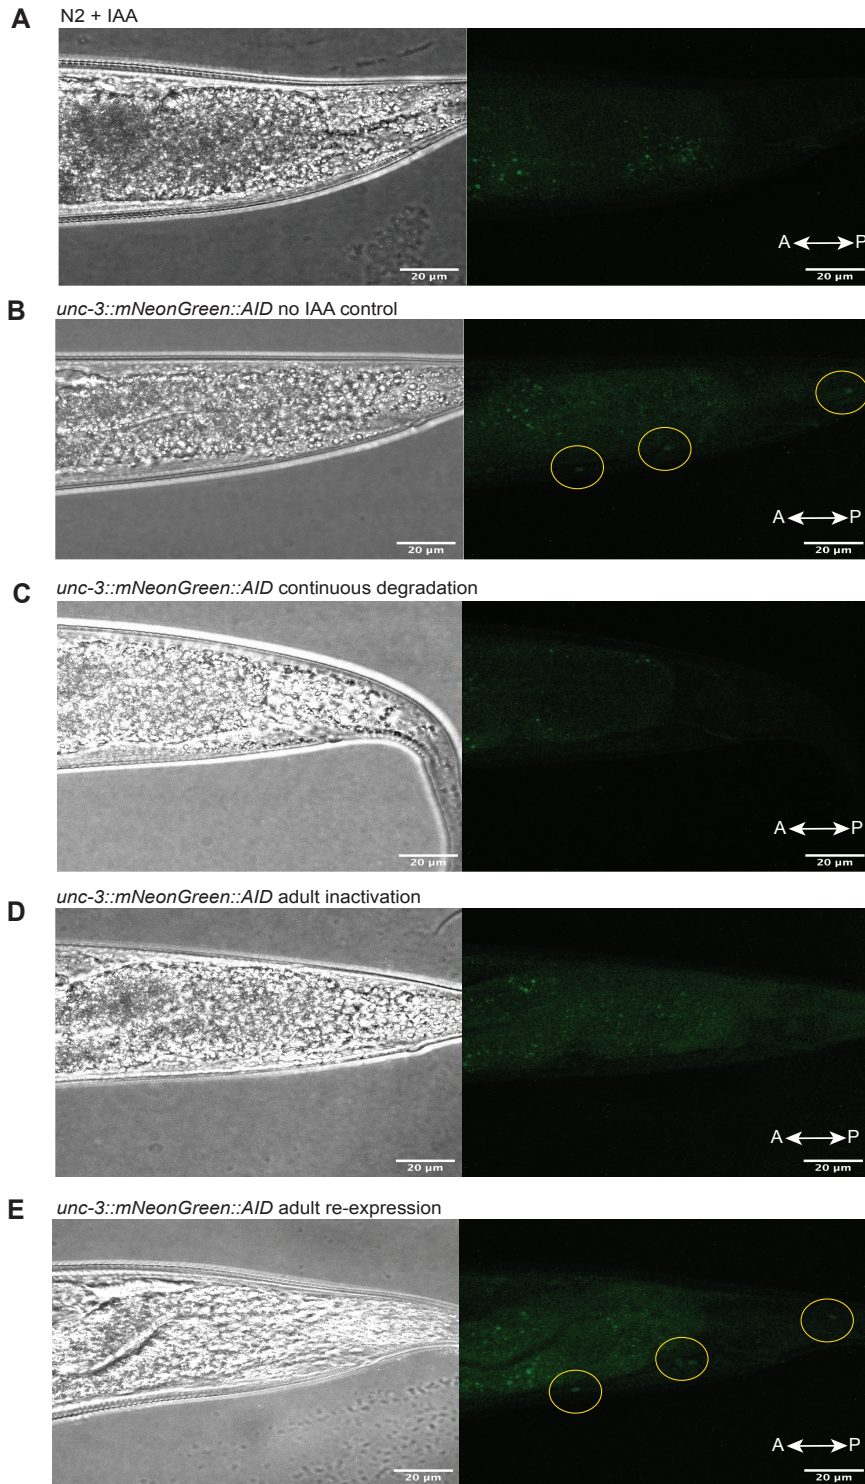 A
N2 + IAA
A P
20 µm
20 µm
B
unc-3::mNeonGreen::AID no IAA control
A P
20 µm
20 µm
C
unc-3::mNeonGreen::AID continuous degradation
A P
20 µm
20 µm
D
unc-3::mNeonGreen::AID adult inactivation
A P
20 µm
20 µm
E
unc-3::mNeonGreen::AID adult re-expression
A P
20 µm
20 µm